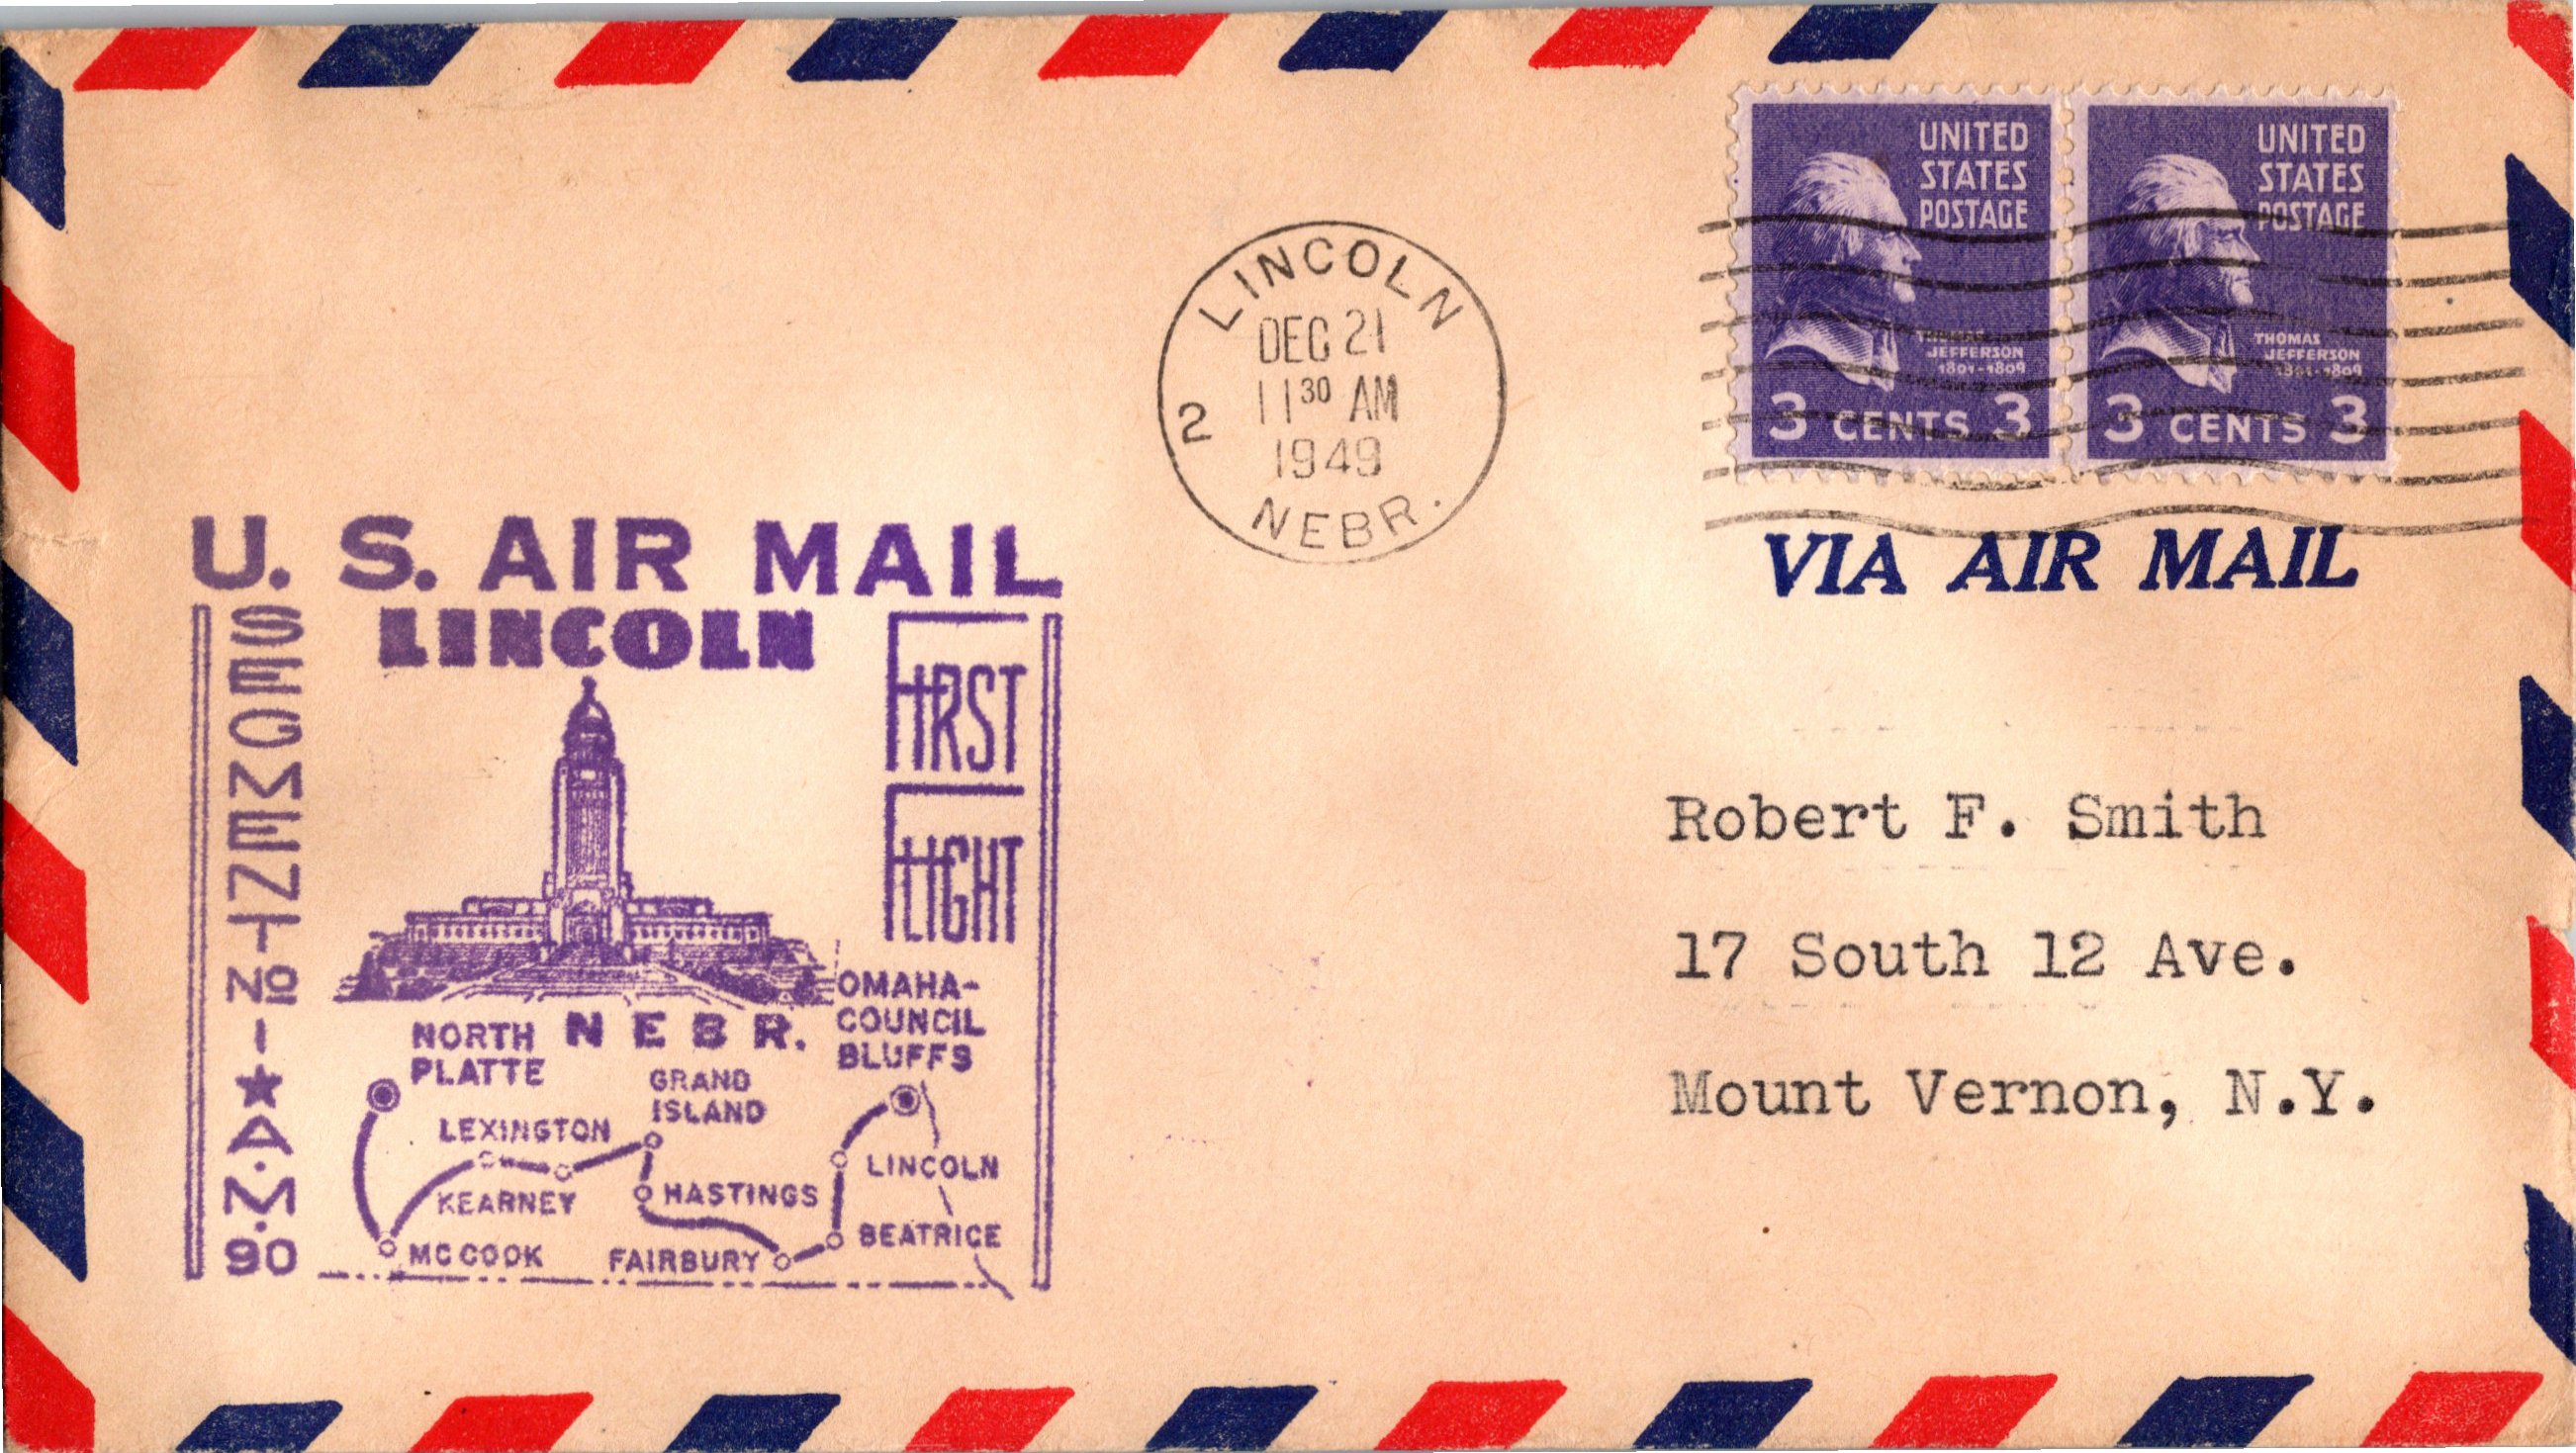 UNITED
STATES
POSTAGE
JEFFERSON
1801-1809
3 CENTS 3
UNITED
STATES
POSTAGE
THOMAS
JEFFERSON
1801-1809
3 CENTS 3
LINCOLN
DEC 21
11 30 AM
1949
2
NEBR.
VIA AIR MAIL
U. S. AIR MAIL
LINCOLN
FIRST
FLIGHT
SEGMENT No 1 ★ A.M. 90
NEBR.
OMAHA-
COUNCIL
BLUFFS
NORTH
PLATTE
GRAND
ISLAND
LEXINGTON
LINCOLN
KEARNEY
HASTINGS
BEATRICE
MC COOK
FAIRBURY
Robert F. Smith
17 South 12 Ave.
Mount Vernon, N.Y.